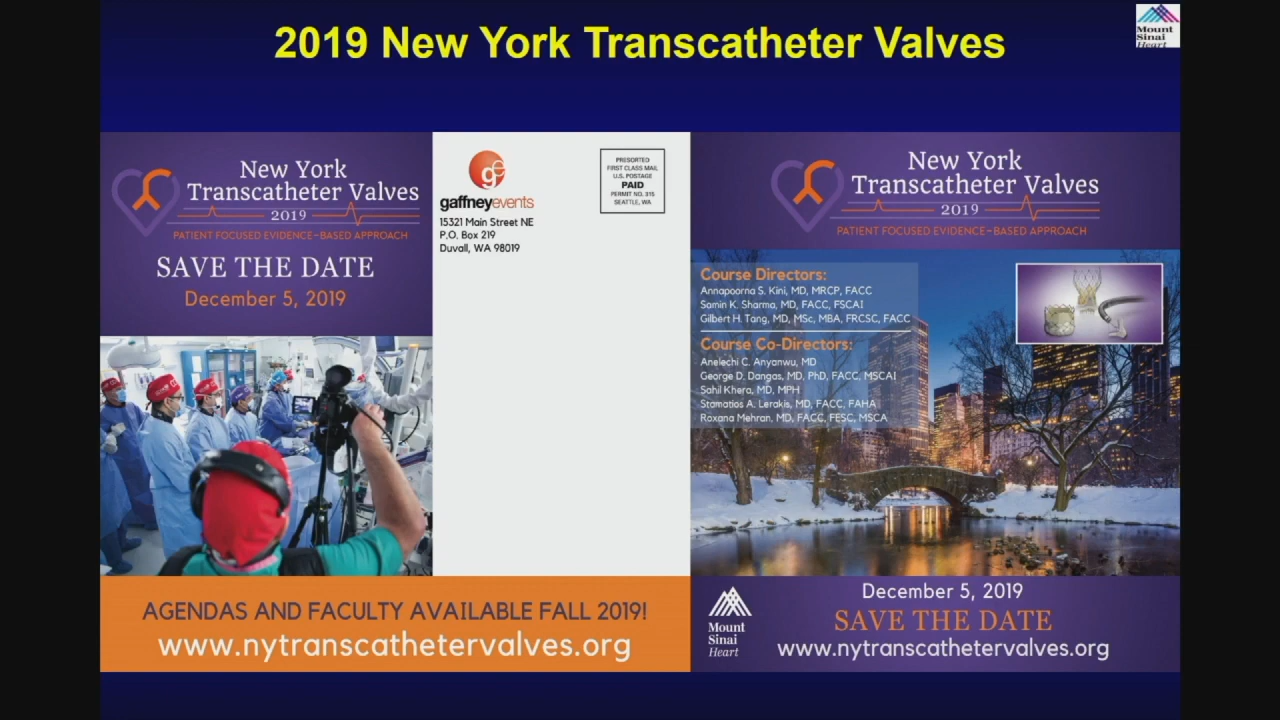 2019 New York Transcatheter Valves
Mount
Sinai
Heart
New York
Transcatheter Valves
2019
PATIENT FOCUSED EVIDENCE-BASED APPROACH
SAVE THE DATE
December 5, 2019
ge
gaffneyevents
15321 Main Street NE
P.O. Box 219
Duvall, WA 98019
PRESORTED
FIRST CLASS MAIL
U.S. POSTAGE
PAID
PERMIT NO. 315
SEATTLE, WA
AGENDAS AND FACULTY AVAILABLE FALL 2019!
www.nytranscathetervalves.org
New York
Transcatheter Valves
2019
PATIENT FOCUSED EVIDENCE-BASED APPROACH
Course Directors:
Annapoorna S. Kini, MD, MRCP, FACC
Samin K. Sharma, MD, FACC, FSCAI
Gilbert H. Tang, MD, MSc, MBA, FRCSC, FACC
Course Co-Directors:
Anelechi C. Anyanwu, MD
George D. Dangas, MD, PhD, FACC, MSCAI
Sahil Khera, MD, MPH
Stamatios A. Lerakis, MD, FACC, FAHA
Roxana Mehran, MD, FACC, FESC, MSCA
Mount
Sinai
Heart
December 5, 2019
SAVE THE DATE
www.nytranscathetervalves.org